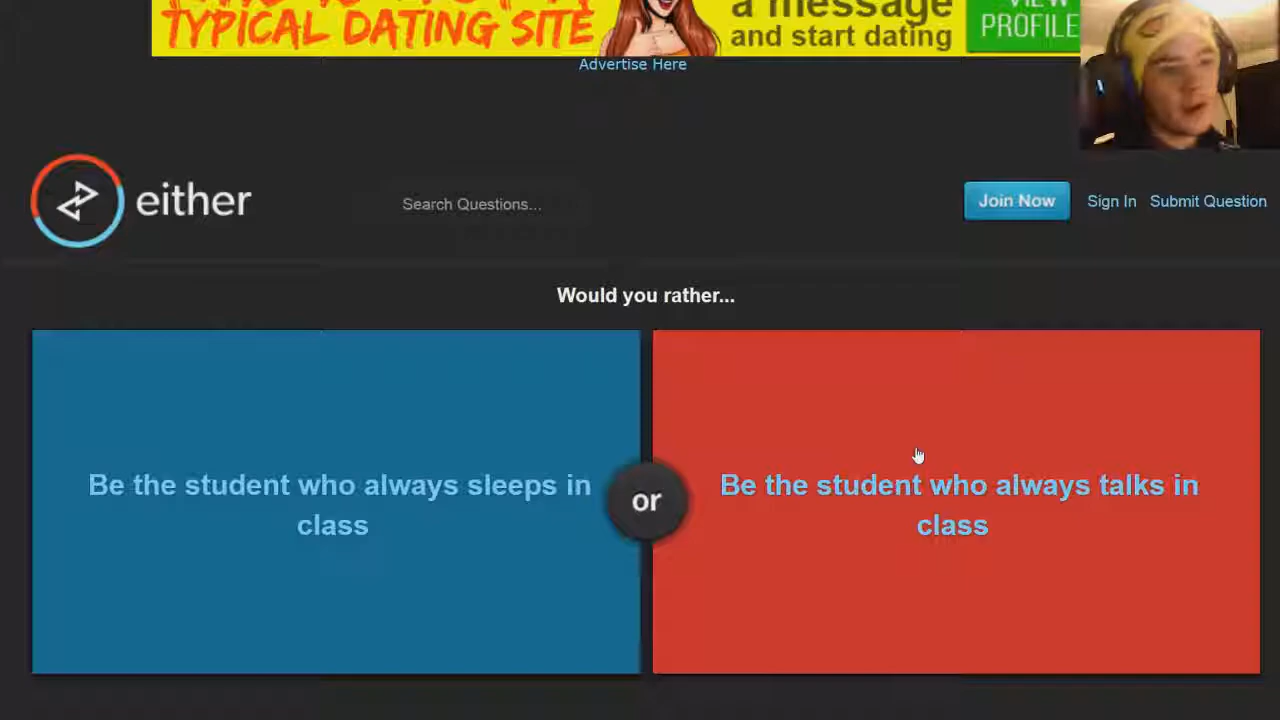 TYPICAL DATING SITE
a message
and start dating
VIEW
PROFILE
Advertise Here
either
Search Questions...
Join Now
Sign In
Submit Question
Would you rather...
Be the student who always sleeps in
class
or
Be the student who always talks in
class